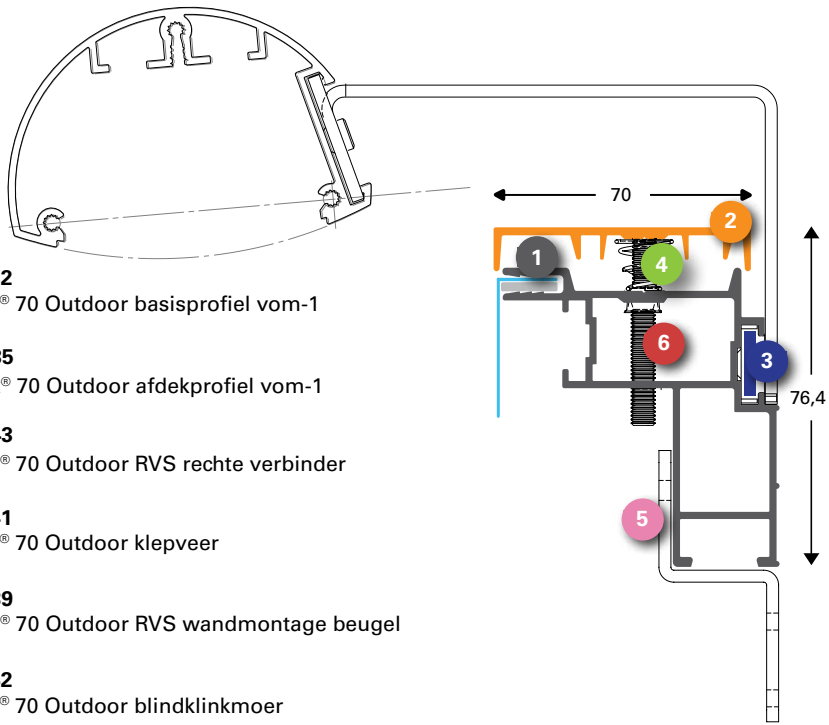 70
2
1
4
6
3
76,4
5
2
® 70 Outdoor basisprofiel vom-1
35
® 70 Outdoor afdekprofiel vom-1
43
® 70 Outdoor RVS rechte verbinder
1
® 70 Outdoor klepveer
39
® 70 Outdoor RVS wandmontage beugel
2
® 70 Outdoor blindklinkmoer